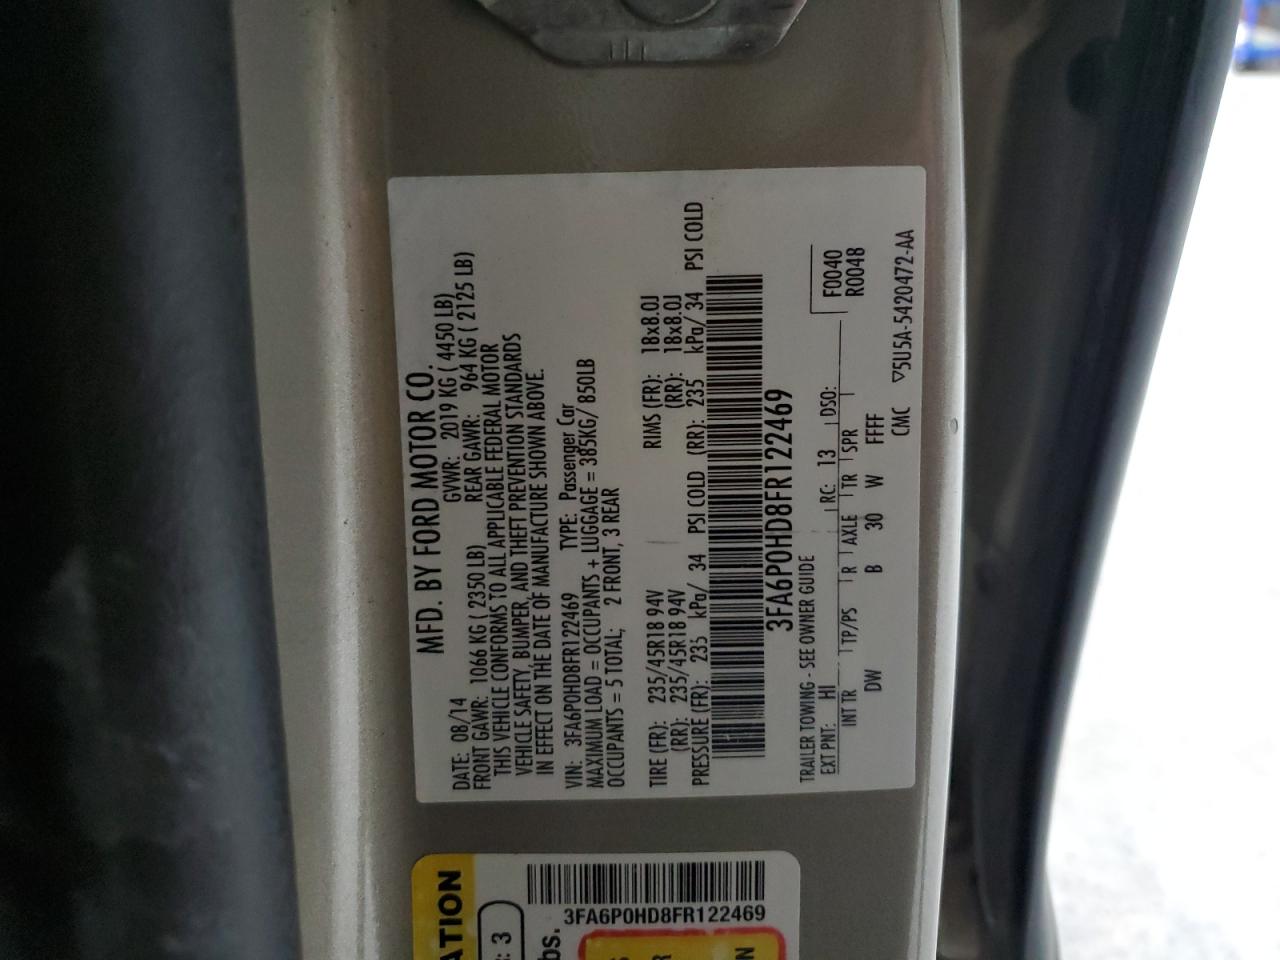 MFD. BY FORD MOTOR CO.
DATE: 08/14 GVWR: 2019 KG ( 4450 LB)
FRONT GAWR: 1066 KG ( 2350 LB) REAR GAWR: 964 KG ( 2125 LB)
THIS VEHICLE CONFORMS TO ALL APPLICABLE FEDERAL MOTOR
VEHICLE SAFETY, BUMPER, AND THEFT PREVENTION STANDARDS
IN EFFECT ON THE DATE OF MANUFACTURE SHOWN ABOVE.
VIN: 3FA6P0HD8FR122469 TYPE: Passenger Car
MAXIMUM LOAD = OCCUPANTS + LUGGAGE = 385KG/ 850LB
OCCUPANTS = 5 TOTAL; 2 FRONT, 3 REAR
TIRE (FR): 235/45R18 94V RIMS (FR): 18x8.0J
(RR): 235/45R18 94V (RR): 18x8.0J
PRESSURE (FR): 235 kPa/ 34 PSI COLD (RR): 235 kPa/ 34 PSI COLD
3FA6P0HD8FR122469
TRAILER TOWING - SEE OWNER GUIDE
F0040
EXT PNT: HI RC: 13 DSO: R0048
INT TR TP/PS R AXLE TR SPR
DW B 30 W FFFF
CMC ▽5U5A-5420472-AA
ATION
: 3
bs.
3FA6P0HD8FR122469